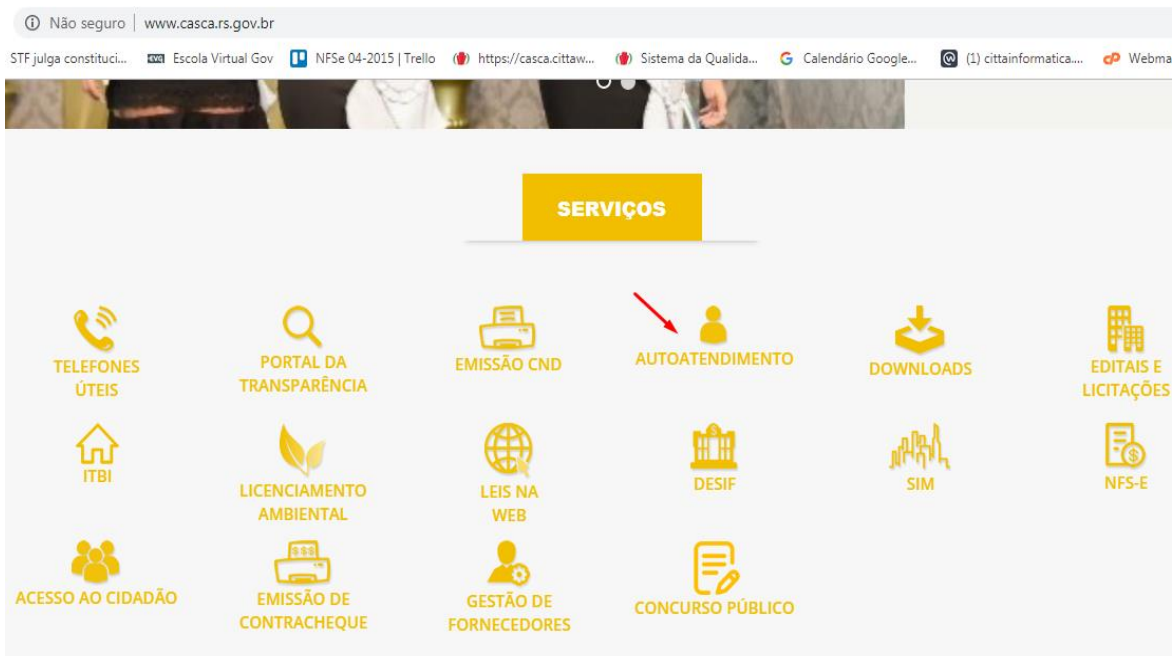 Não seguro | www.casca.rs.gov.br
STF julga constituci... EVG Escola Virtual Gov NFSe 04-2015 | Trello https://casca.cittaw... Sistema da Qualida... Calendário Google... (1) cittainformatica.... cP Webma
SERVIÇOS
TELEFONES
ÚTEIS
PORTAL DA
TRANSPARÊNCIA
EMISSÃO CND
AUTOATENDIMENTO
DOWNLOADS
EDITAIS E
LICITAÇÕES
ITBI
LICENCIAMENTO
AMBIENTAL
LEIS NA
WEB
DESIF
SIM
NFS-E
ACESSO AO CIDADÃO
EMISSÃO DE
CONTRACHEQUE
GESTÃO DE
FORNECEDORES
CONCURSO PÚBLICO